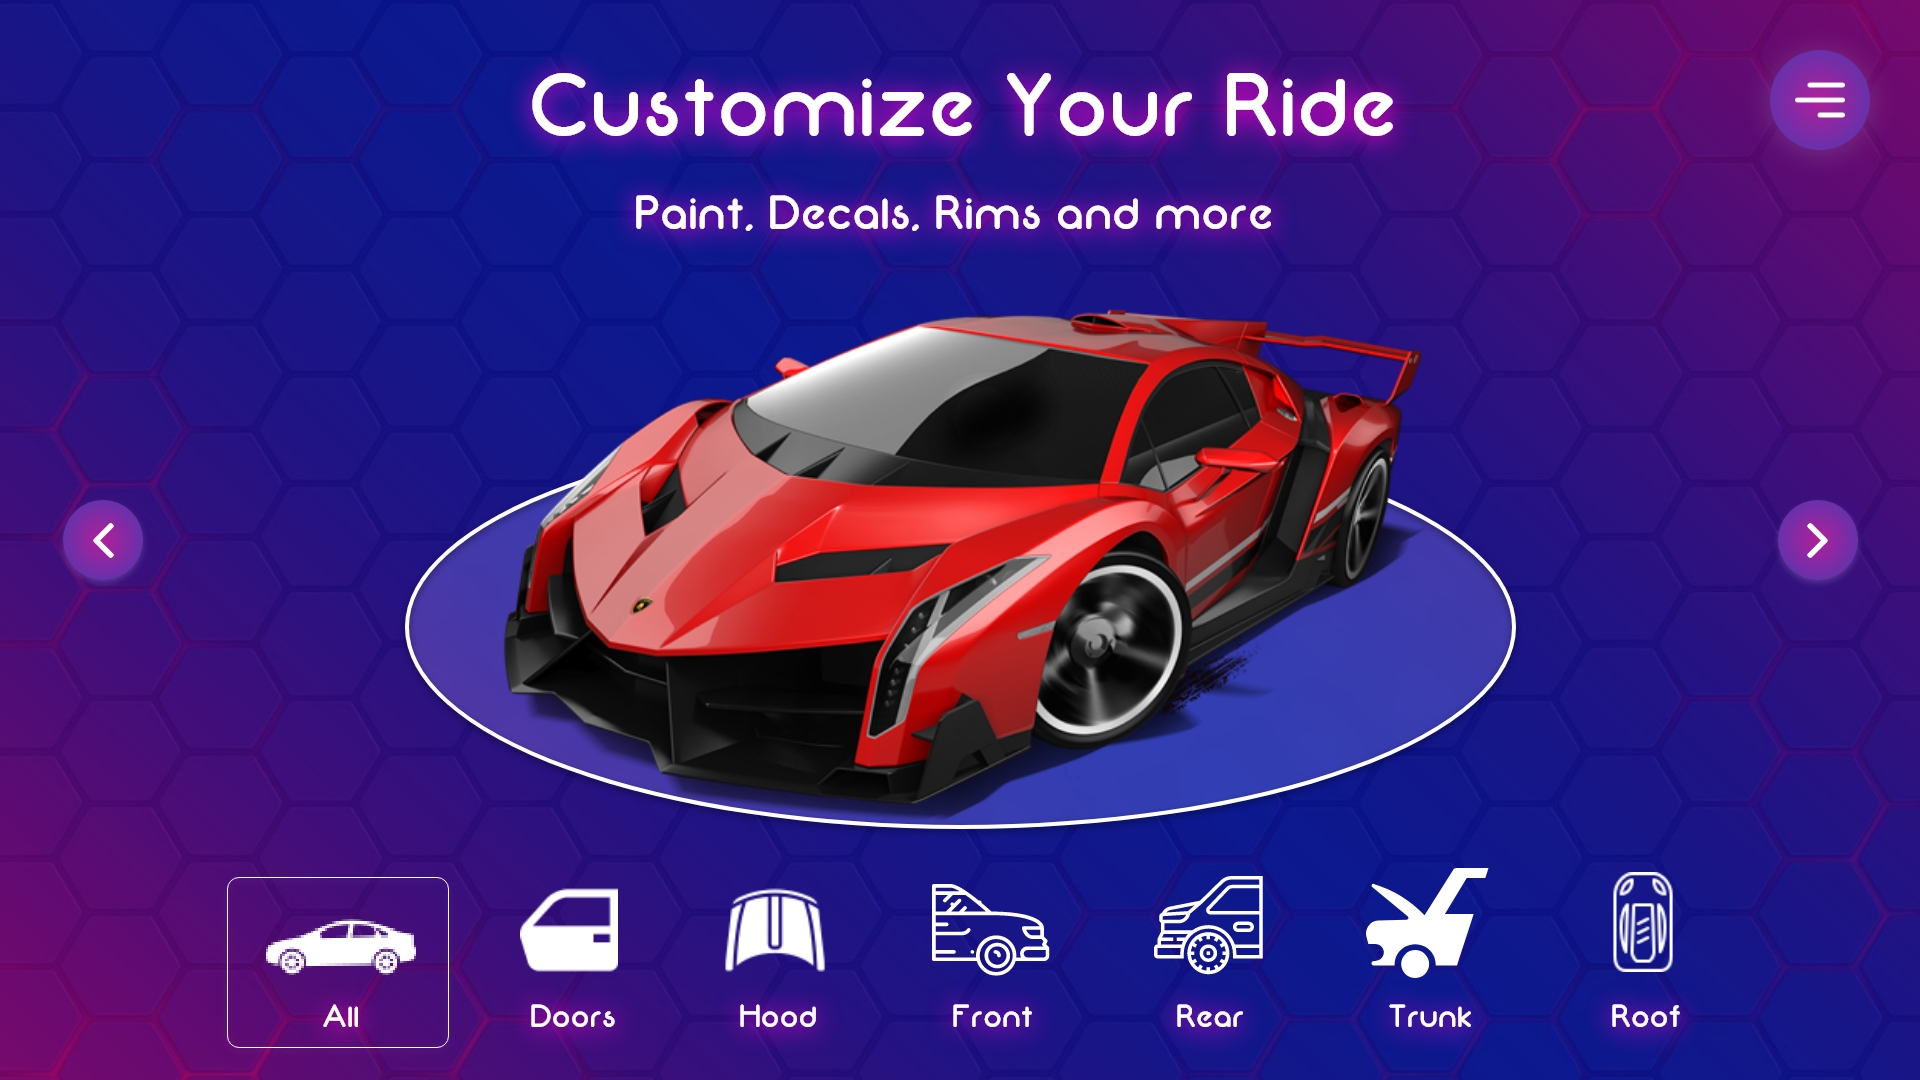 Customize Your Ride
Paint, Decals, Rims and more
All
Doors
Hood
Front
Rear
Trunk
Roof